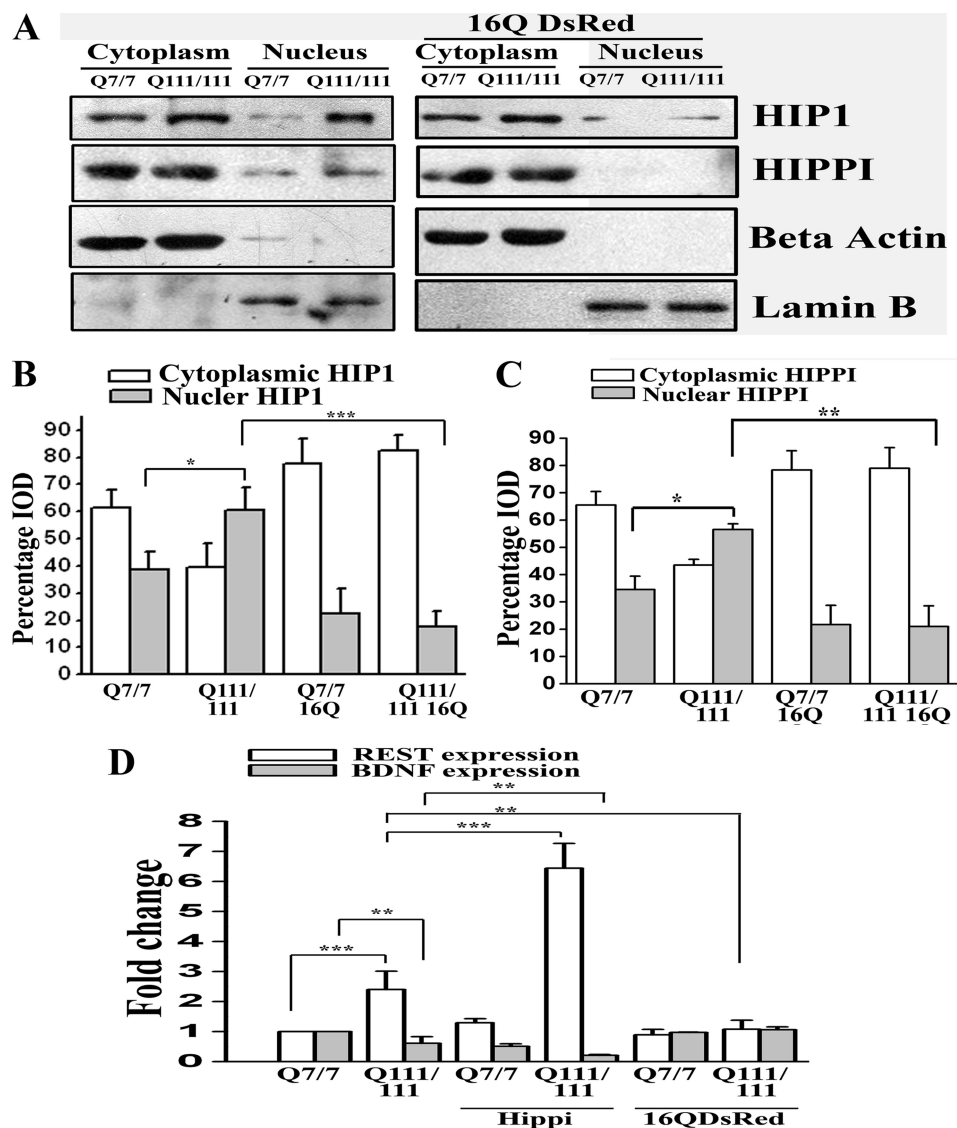 A
16Q DsRed
Cytoplasm Nucleus Cytoplasm Nucleus
Q7/7 Q111/111 Q7/7 Q111/111 Q7/7 Q111/111 Q7/7 Q111/111
HIP1
HIPPI
Beta Actin
Lamin B
B
Cytoplasmic HIP1
Nucler HIP1
***
*
Percentage IOD
90
80
70
60
50
40
30
20
10
0
Q7/7 Q111/ Q7/7 Q111/
111 16Q 111 16Q
C
Cytoplasmic HIPPI
Nuclear HIPPI
**
*
Percentage IOD
90
80
70
60
50
40
30
20
10
0
Q7/7 Q111/ Q7/7 Q111/
111 16Q 111 16Q
D
REST expression
BDNF expression
**
**
***
**
***
Fold change
8
7
6
5
4
3
2
1
0
Q7/7 Q111/ Q7/7 Q111/ Q7/7 Q111/
111 111 111
Hippi 16QDsRed